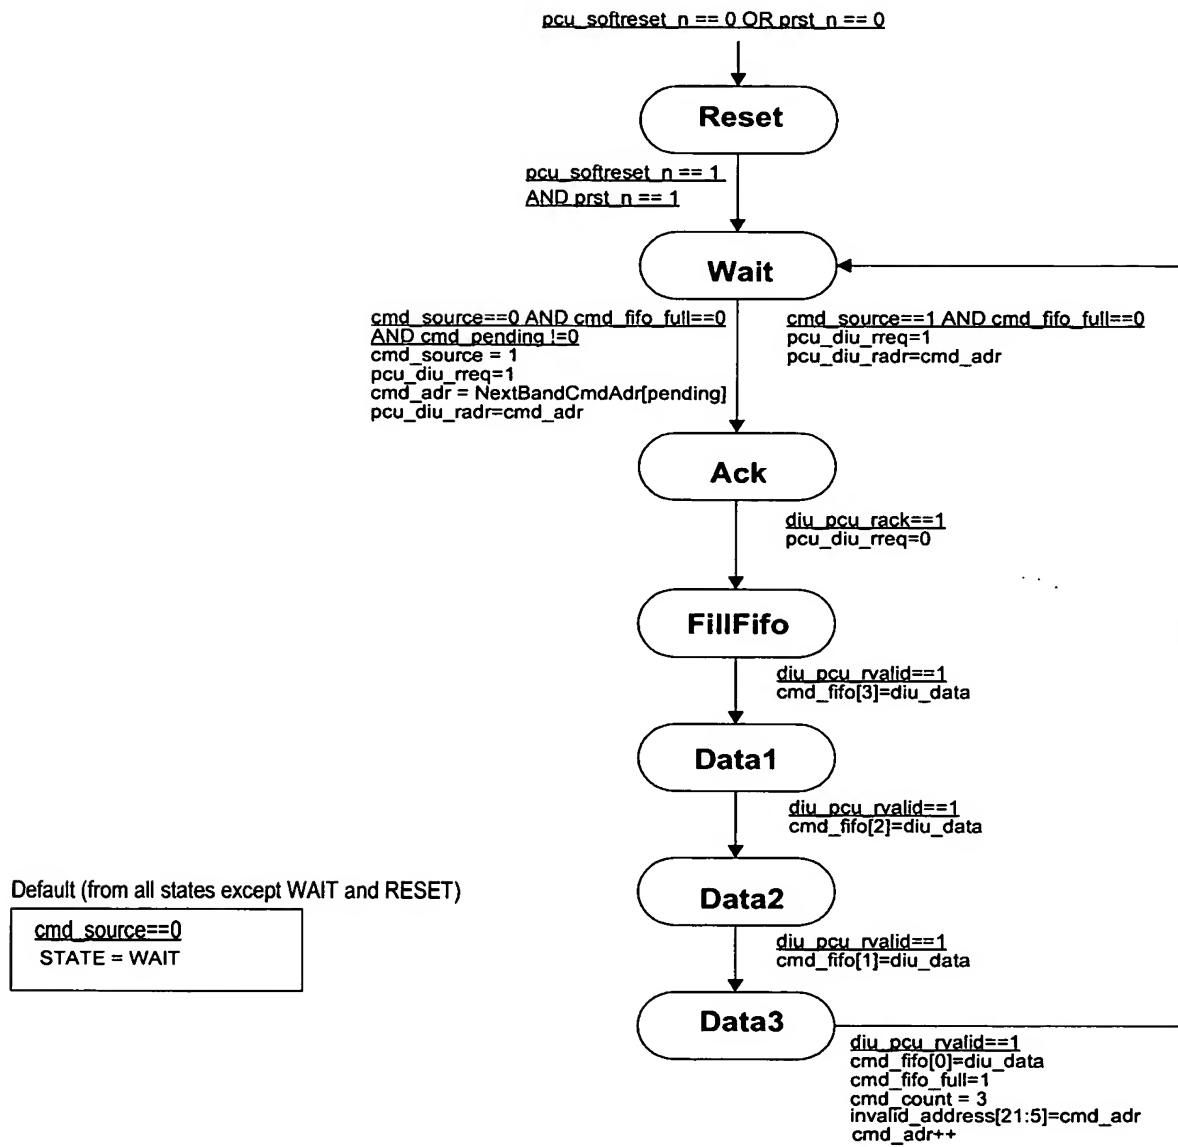 pcu_softreset_n == 0 OR prst_n == 0
Reset
pcu_softreset_n == 1
AND prst_n == 1
Wait
cmd_source==0 AND cmd_fifo_full==0
AND cmd_pending !=0
cmd_source = 1
pcu_diu_rreq=1
cmd_adr = NextBandCmdAdr[pending]
pcu_diu_radr=cmd_adr
cmd_source==1 AND cmd_fifo_full==0
pcu_diu_rreq=1
pcu_diu_radr=cmd_adr
Ack
diu_pcu_rack==1
pcu_diu_rreq=0
FillFifo
diu_pcu_rvalid==1
cmd_fifo[3]=diu_data
Data1
diu_pcu_rvalid==1
cmd_fifo[2]=diu_data
Data2
diu_pcu_rvalid==1
cmd_fifo[1]=diu_data
Default (from all states except WAIT and RESET)
cmd_source==0
STATE = WAIT
Data3
diu_pcu_rvalid==1
cmd_fifo[0]=diu_data
cmd_fifo_full=1
cmd_count = 3
invalid_address[21:5]=cmd_adr
cmd_adr++